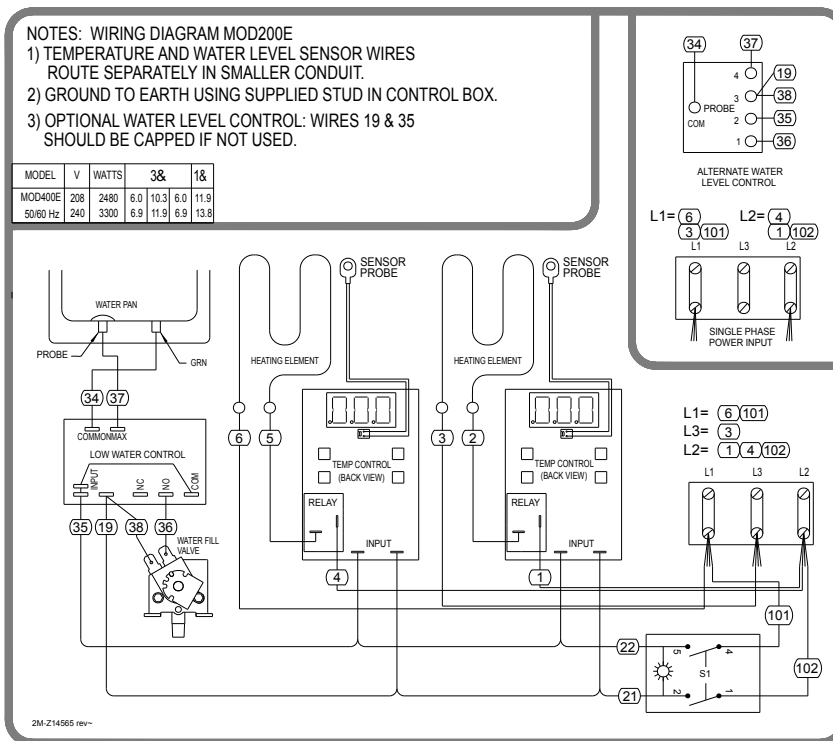 NOTES: WIRING DIAGRAM MOD200E
1) TEMPERATURE AND WATER LEVEL SENSOR WIRES
ROUTE SEPARATELY IN SMALLER CONDUIT.
2) GROUND TO EARTH USING SUPPLIED STUD IN CONTROL BOX.
3) OPTIONAL WATER LEVEL CONTROL: WIRES 19 & 35
SHOULD BE CAPPED IF NOT USED.
MODEL V WATTS 3& 1&
MOD400E 208 2480 6.0 10.3 6.0 11.9
50/60 Hz 240 3300 6.9 11.9 6.9 13.8
34 37
4 19
3 38
PROBE
COM 2 35
1 36
ALTERNATE WATER
LEVEL CONTROL
L1= 6 L2= 4
3 101 1 102
L1 L3 L2
SINGLE PHASE
POWER INPUT
SENSOR
PROBE
SENSOR
PROBE
WATER PAN
PROBE
GRN
HEATING ELEMENT
HEATING ELEMENT
34 37
6 5 3 2
COMMON MAX
LOW WATER CONTROL
INPUT NC NO COM
35 19 38 36
WATER FILL
VALVE
TEMP CONTROL
(BACK VIEW)
RELAY
INPUT
4
TEMP CONTROL
(BACK VIEW)
RELAY
INPUT
1
L1= 6 101
L3= 3
L2= 1 4 102
L1 L3 L2
101
22 5 4
S1
102
21 2 1
2M-Z14565 rev~